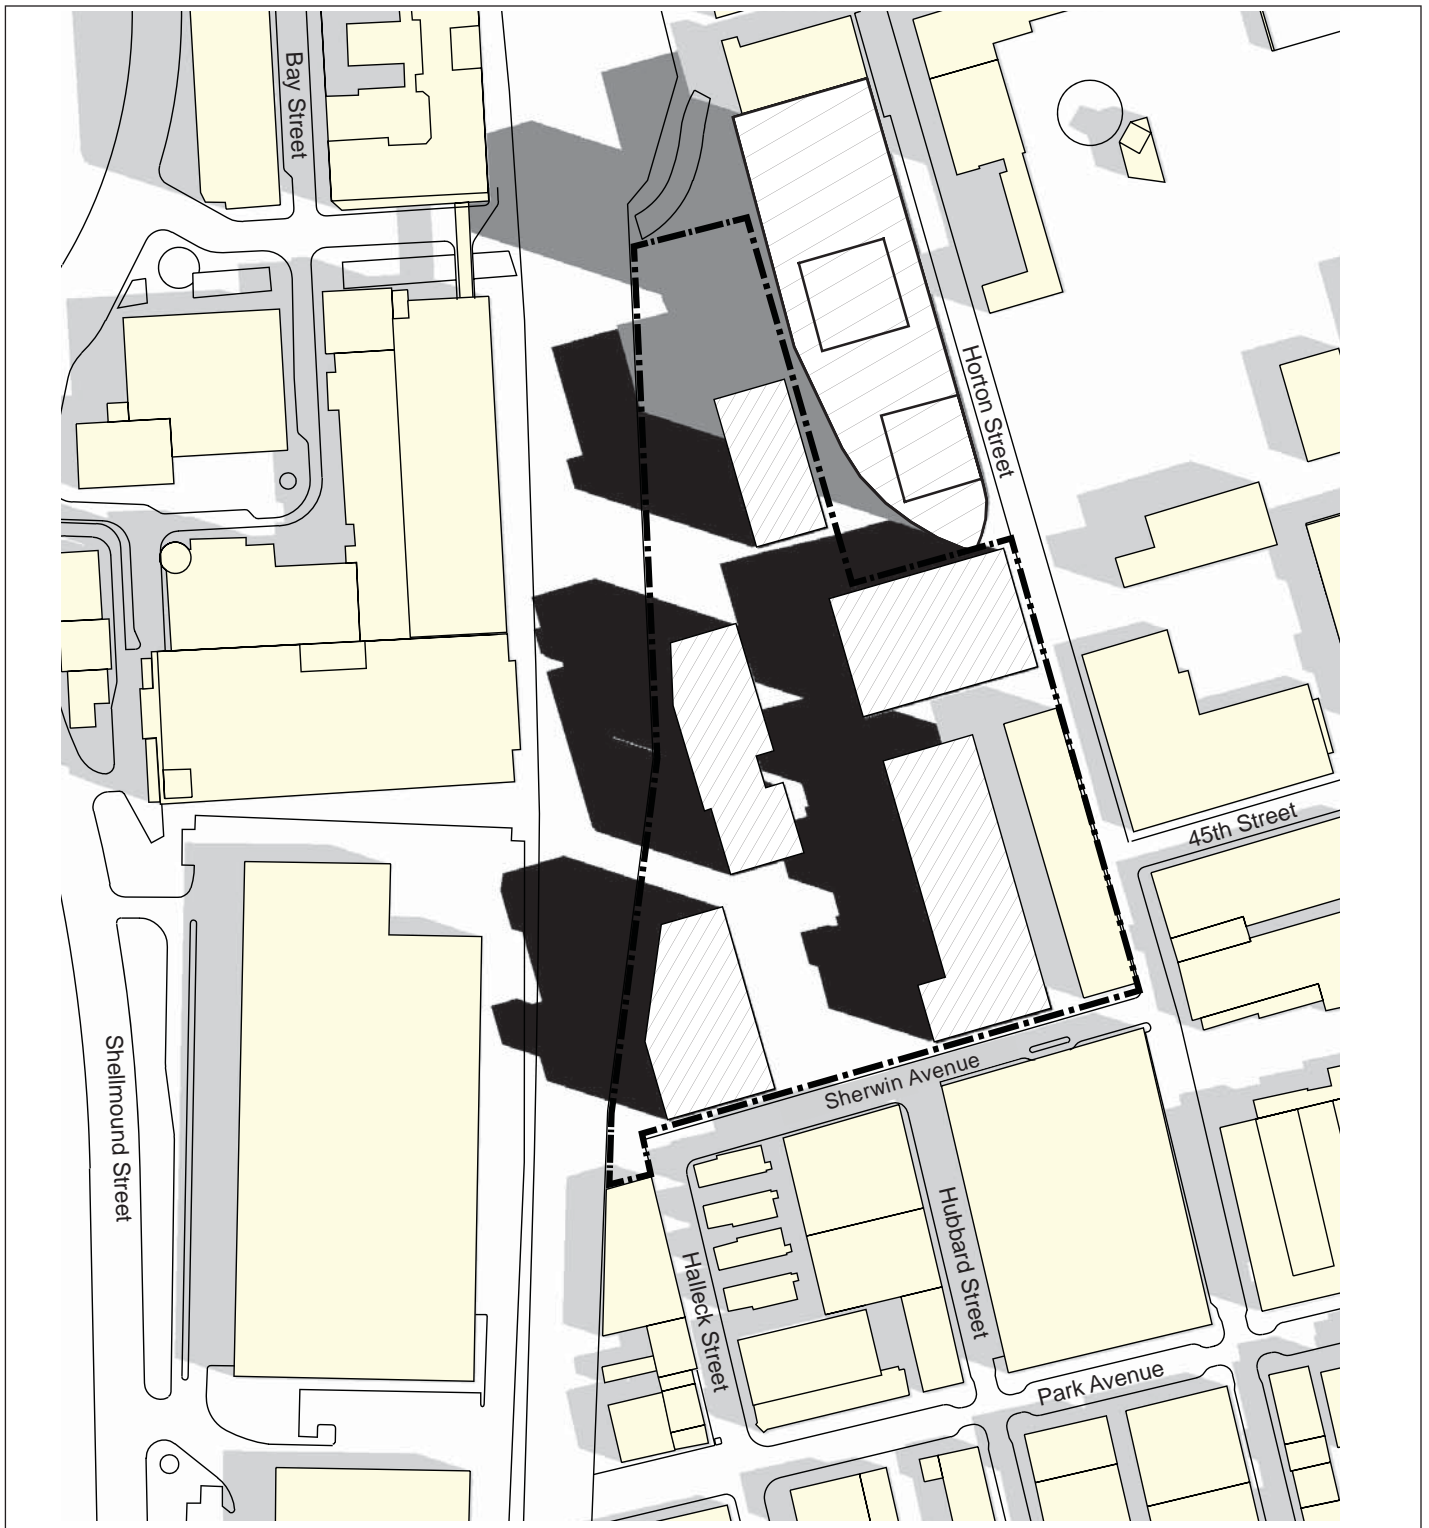 Bay Street
Horton Street
45th Street
Shellmound Street
Sherwin Avenue
Hubbard Street
Halleck Street
Park Avenue